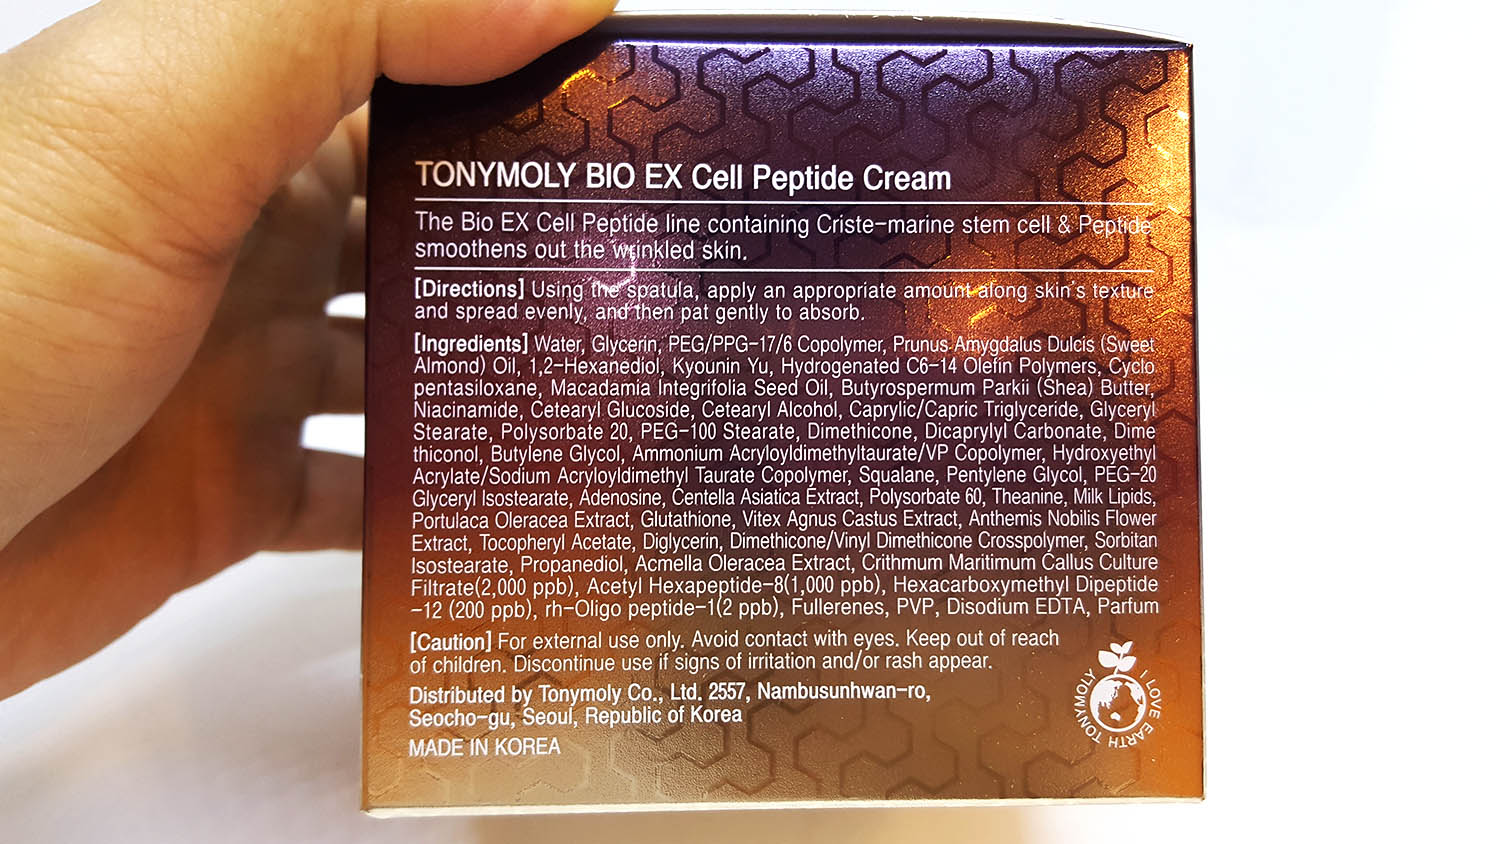 TONYMOLY BIO EX Cell Peptide Cream
The Bio EX Cell Peptide line containing Criste-marine stem cell & Peptide
smoothens out the wrinkled skin.
[Directions] Using the spatula, apply an appropriate amount along skin's texture
and spread evenly, and then pat gently to absorb.
[Ingredients] Water, Glycerin, PEG/PPG-17/6 Copolymer, Prunus Amygdalus Dulcis (Sweet
Almond) Oil, 1,2-Hexanediol, Kyounin Yu, Hydrogenated C6-14 Olefin Polymers, Cyclo
pentasiloxane, Macadamia Integrifolia Seed Oil, Butyrospermum Parkii (Shea) Butter,
Niacinamide, Cetearyl Glucoside, Cetearyl Alcohol, Caprylic/Capric Triglyceride, Glyceryl
Stearate, Polysorbate 20, PEG-100 Stearate, Dimethicone, Dicaprylyl Carbonate, Dime
thiconol, Butylene Glycol, Ammonium Acryloyldimethyltaurate/VP Copolymer, Hydroxyethyl
Acrylate/Sodium Acryloyldimethyl Taurate Copolymer, Squalane, Pentylene Glycol, PEG-20
Glyceryl Isostearate, Adenosine, Centella Asiatica Extract, Polysorbate 60, Theanine, Milk Lipids,
Portulaca Oleracea Extract, Glutathione, Vitex Agnus Castus Extract, Anthemis Nobilis Flower
Extract, Tocopheryl Acetate, Diglycerin, Dimethicone/Vinyl Dimethicone Crosspolymer, Sorbitan
Isostearate, Propanediol, Acmella Oleracea Extract, Crithmum Maritimum Callus Culture
Filtrate(2,000 ppb), Acetyl Hexapeptide-8(1,000 ppb), Hexacarboxymethyl Dipeptide
-12 (200 ppb), rh-Oligo peptide-1(2 ppb), Fullerenes, PVP, Disodium EDTA, Parfum
[Caution] For external use only. Avoid contact with eyes. Keep out of reach
of children. Discontinue use if signs of irritation and/or rash appear.
Distributed by Tonymoly Co., Ltd. 2557, Nambusunhwan-ro,
Seocho-gu, Seoul, Republic of Korea
MADE IN KOREA
I LOVE EARTH TONYMOLY